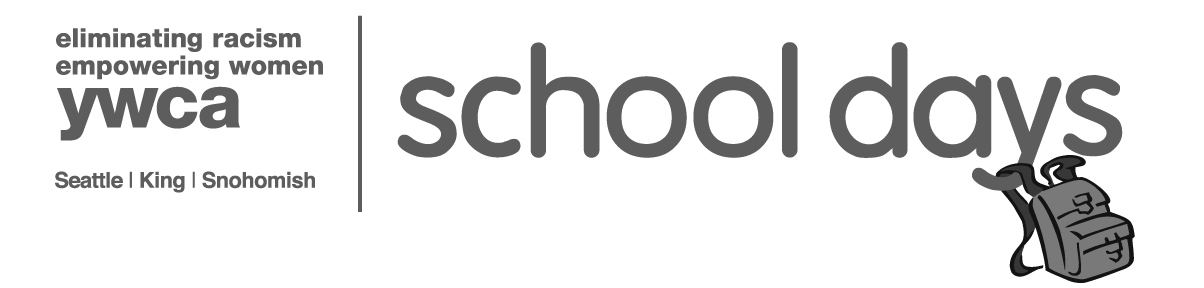 eliminating racism
empowering women
ywca
Seattle | King | Snohomish
school days